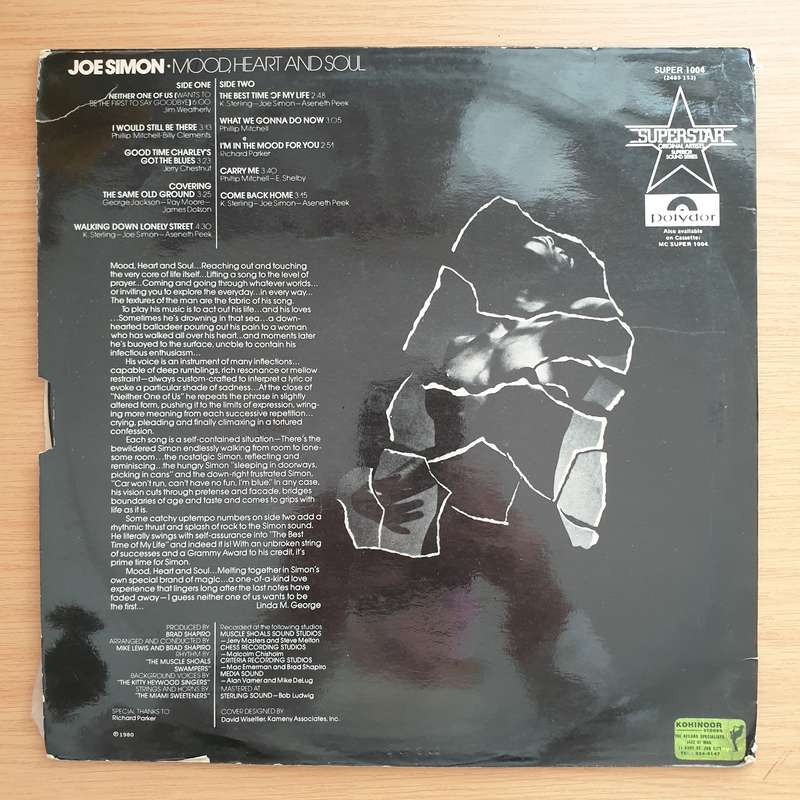 JOE SIMON • MOOD, HEART AND SOUL
SIDE ONE
NEITHER ONE OF US (WANTS TO
BE THE FIRST TO SAY GOODBYE) 6:00
Jim Weatherly
I WOULD STILL BE THERE 3:13
Phillip Mitchell-Billy Clements
GOOD TIME CHARLEY'S
GOT THE BLUES 3:23
Jerry Chestnut
COVERING
THE SAME OLD GROUND 3:25
George Jackson—Ray Moore—
James Dotson
WALKING DOWN LONELY STREET 4:30
K. Sterling—Joe Simon—Aseneth Peek
SIDE TWO
THE BEST TIME OF MY LIFE 2:48
K. Sterling—Joe Simon—Aseneth Peek
WHAT WE GONNA DO NOW 3:05
Phillip Mitchell
I'M IN THE MOOD FOR YOU 2:54
Richard Parker
CARRY ME 3:40
Phillip Mitchell—E. Shelby
COME BACK HOME 3:45
K. Sterling—Joe Simon—Aseneth Peek
SUPER 1004
(2485 153)
SUPERSTAR
ORIGINAL ARTISTS
SUPERIOR
SOUND SERIES
polydor
Also available
on Cassette:
MC SUPER 1004
Mood, Heart and Soul...Reaching out and touching
the very core of life itself...Lifting a song to the level of
prayer...Coming and going through whatever worlds...
or inviting you to explore the everyday...in every way...
The textures of the man are the fabric of his song.
To play his music is to act out his life...and his loves
...Sometimes he's drowning in that sea...a down-
hearted balladeer pouring out his pain to a woman
who has walked all over his heart...and moments later
he's buoyed to the surface, unable to contain his
infectious enthusiasm...
His voice is an instrument of many inflections...
capable of deep rumblings, rich resonance or mellow
restraint—always custom-crafted to interpret a lyric or
evoke a particular shade of sadness...At the close of
"Neither One of Us" he repeats the phrase in slightly
altered form, pushing it to the limits of expression, wring-
ing more meaning from each successive repetition...
crying, pleading and finally climaxing in a tortured
confession.
Each song is a self-contained situation—There's the
bewildered Simon endlessly walking from room to lone-
some room...the nostalgic Simon, reflecting and
reminiscing...the hungry Simon "sleeping in doorways,
picking in cans" and the down-right frustrated Simon,
"Car won't run, can't have no fun, I'm blue." In any case,
his vision cuts through pretense and facade, bridges
boundaries of age and taste and comes to grips with
life as it is.
Some catchy uptempo numbers on side two add a
rhythmic thrust and splash of rock to the Simon sound.
He literally swings with self-assurance into "The Best
Time of My Life" and indeed it is! With an unbroken string
of successes and a Grammy Award to his credit, it's
prime time for Simon.
Mood, Heart and Soul...Melting together in Simon's
own special brand of magic...a one-of-a-kind love
experience that lingers long after the last notes have
faded away—I guess neither one of us wants to be
the first...
Linda M. George
PRODUCED BY
BRAD SHAPIRO
ARRANGED AND CONDUCTED BY
MIKE LEWIS AND BRAD SHAPIRO
RHYTHM BY
"THE MUSCLE SHOALS
SWAMPERS"
BACKGROUND VOICES BY
"THE KITTY HEYWOOD SINGERS"
STRINGS AND HORNS BY
"THE MIAMI SWEETENERS"
SPECIAL THANKS TO
Richard Parker
℗ 1980
Recorded at the following studios
MUSCLE SHOALS SOUND STUDIOS
—Jerry Masters and Steve Melton
CHESS RECORDING STUDIOS
—Malcolm Chisholm
CRITERIA RECORDING STUDIOS
—Mac Emerman and Brad Shapiro
MEDIA SOUND
—Alan Varner and Mike DeLug
MASTERED AT
STERLING SOUND—Bob Ludwig
COVER DESIGNED BY
David Wiseltier, Kameny Associates, Inc.
KOHINOOR
STORES
THE RECORD SPECIALISTS